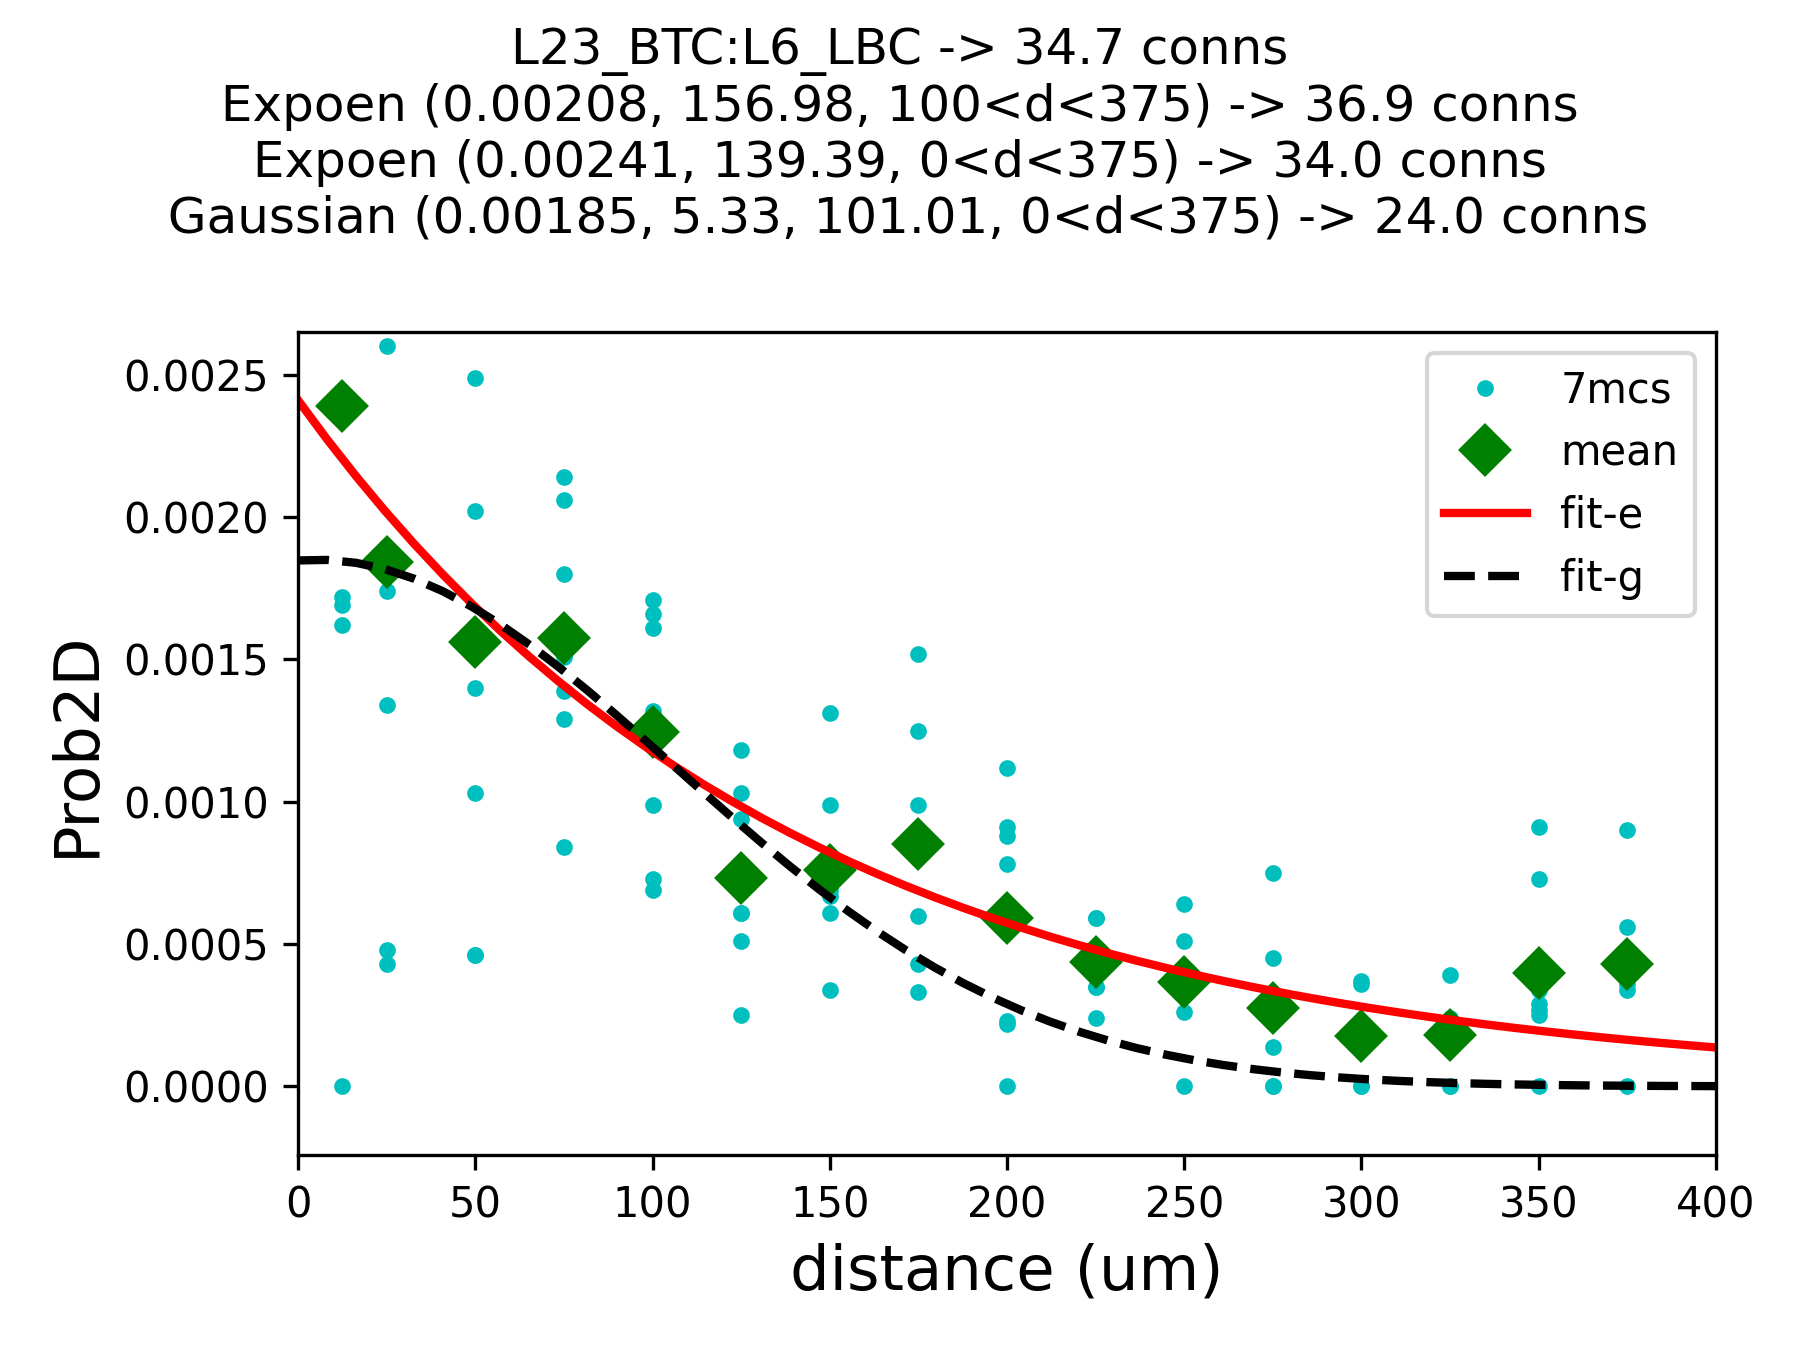 L23_BTC:L6_LBC -> 34.7 conns
Expoen (0.00208, 156.98, 100<d<375) -> 36.9 conns
Expoen (0.00241, 139.39, 0<d<375) -> 34.0 conns
Gaussian (0.00185, 5.33, 101.01, 0<d<375) -> 24.0 conns
7mcs
mean
fit-e
fit-g
Prob2D
0.0025
0.0020
0.0015
0.0010
0.0005
0.0000
0 50 100 150 200 250 300 350 400
distance (um)